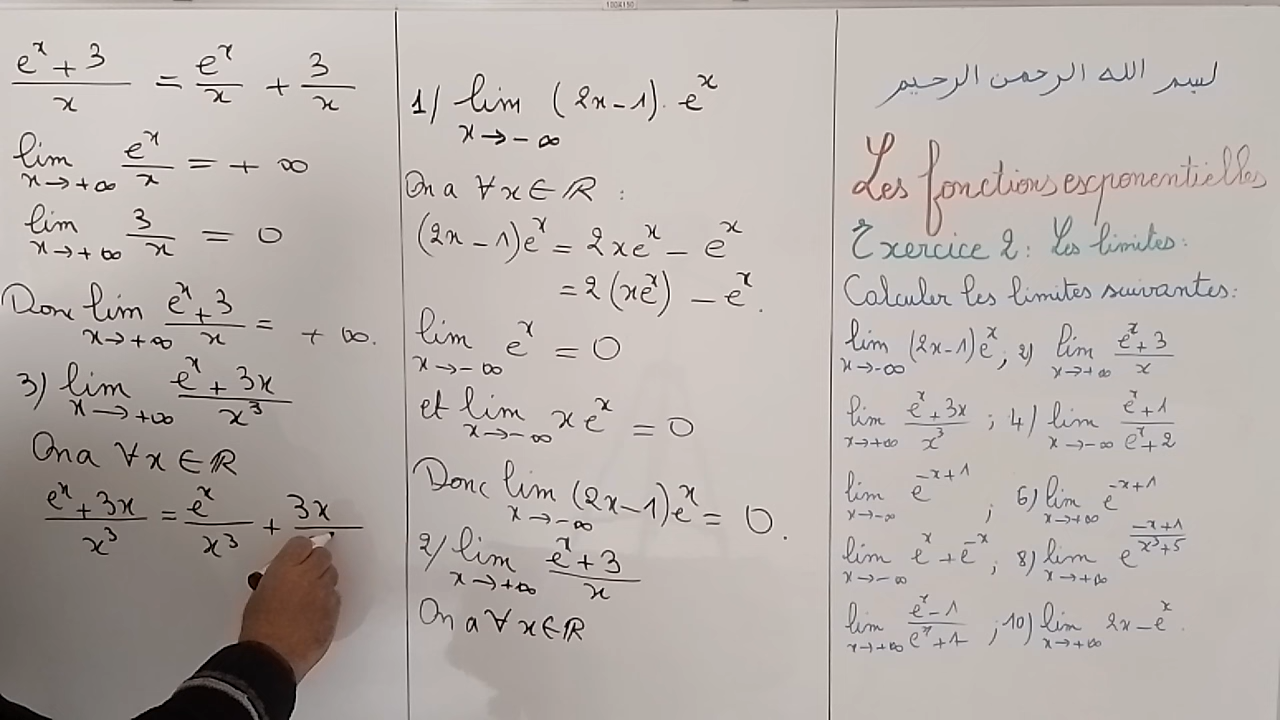 بسم الله الرحمن الرحيم
Les fonctions exponentielles
Exercice 2 : Les limites :
Calculer les limites suivantes :
lim x→-∞ (2x-1)e^x ; 2) lim x→+∞ (e^x+3)/x
lim x→+∞ (e^x+3x)/x^3 ; 4) lim x→-∞ (e^x+1)/(e^x+2)
lim x→-∞ e^(-x+1) ; 6) lim x→+∞ e^(-x+1)
lim x→-∞ e^x+e^-x ; 8) lim x→+∞ e^((-x+1)/(x^3+5))
lim x→+∞ (e^x-1)/(e^x+1) ; 10) lim x→+∞ 2x-e^x.
1/ lim x→-∞ (2x-1).e^x
On a ∀x∈ℝ :
(2x-1)e^x = 2xe^x - e^x
= 2(xe^x) - e^x.
lim x→-∞ e^x = 0
et lim x→-∞ xe^x = 0
Donc lim x→-∞ (2x-1)e^x = 0.
2/ lim x→+∞ (e^x+3)/x
On a ∀x∈ℝ
(e^x+3)/x = e^x/x + 3/x
lim x→+∞ e^x/x = +∞
lim x→+∞ 3/x = 0
Donc lim x→+∞ (e^x+3)/x = +∞.
3) lim x→+∞ (e^x+3x)/x^3
On a ∀x∈ℝ
(e^x+3x)/x^3 = e^x/x^3 + 3x/